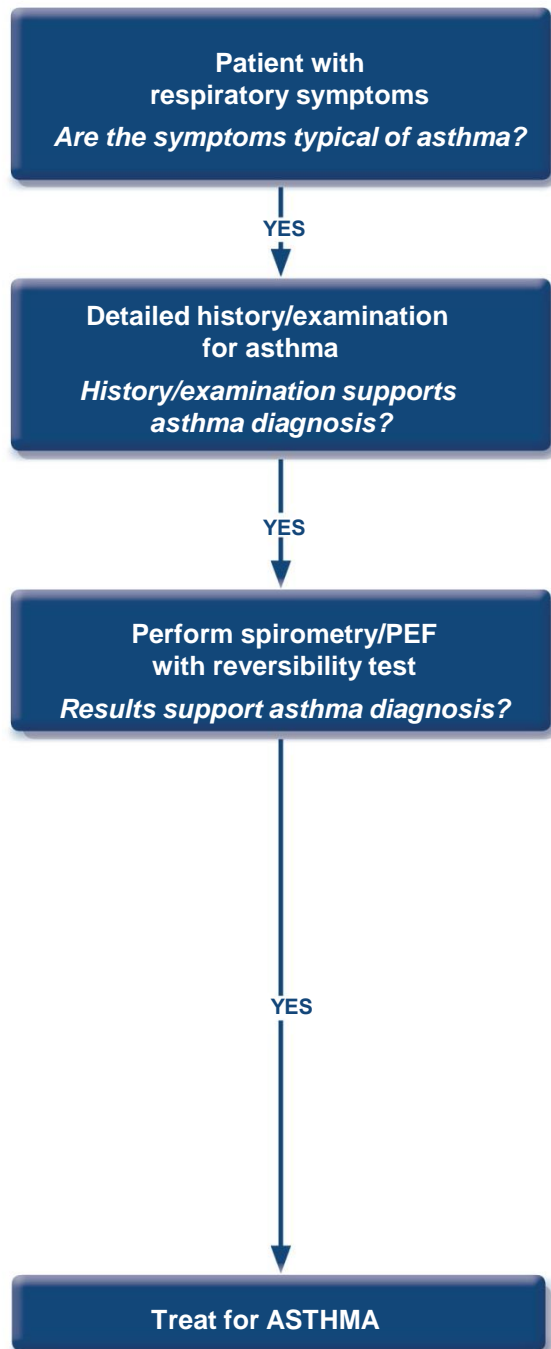 Patient with
respiratory symptoms
Are the symptoms typical of asthma?
YES
Detailed history/examination
for asthma
History/examination supports
asthma diagnosis?
YES
Perform spirometry/PEF
with reversibility test
Results support asthma diagnosis?
YES
Treat for ASTHMA